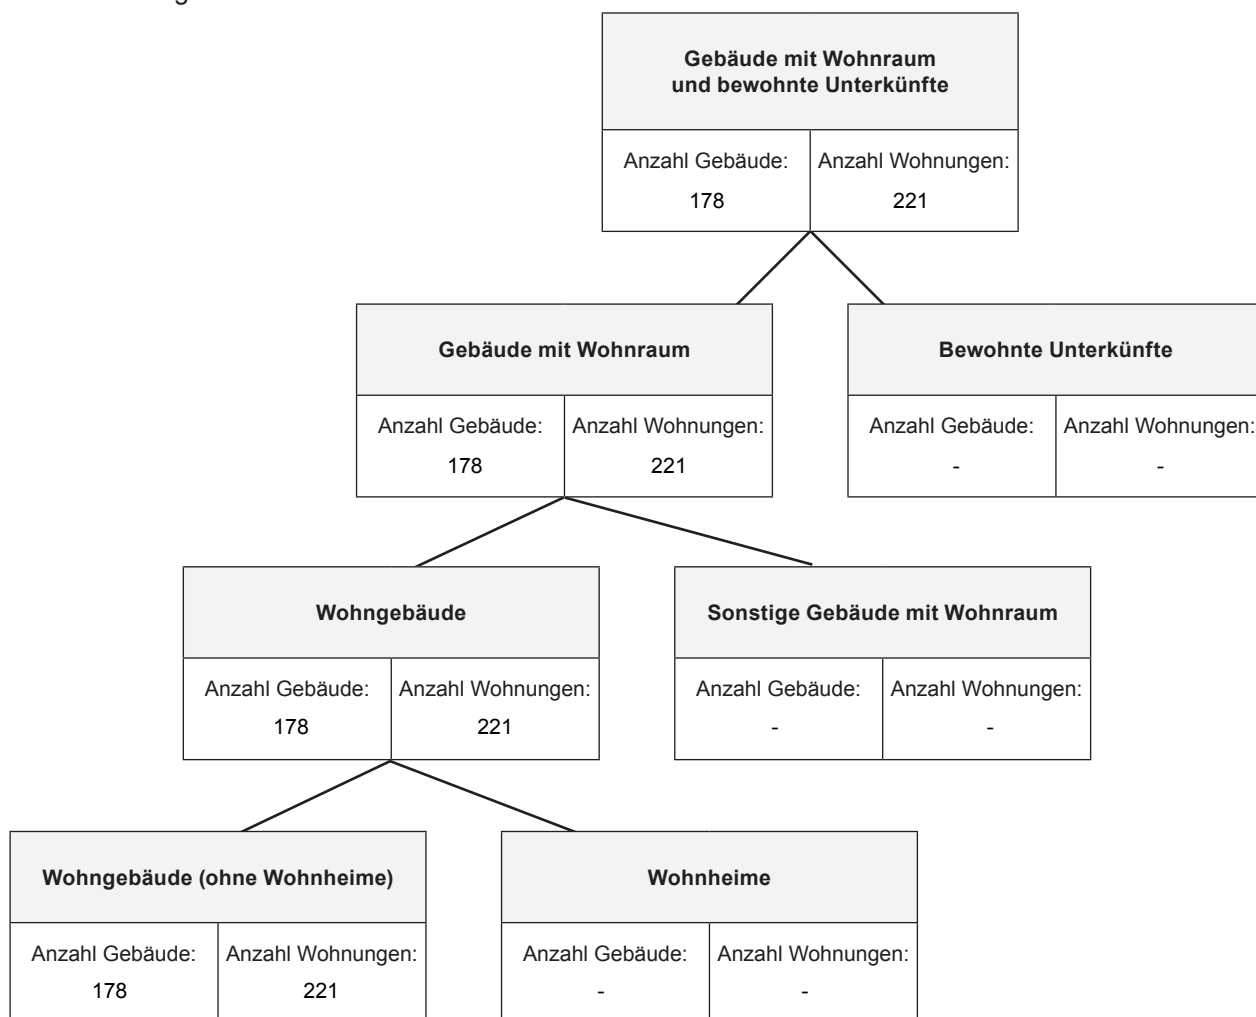 Gebäude mit Wohnraum
und bewohnte Unterkünfte
Anzahl Gebäude: Anzahl Wohnungen:
178 221
Gebäude mit Wohnraum
Anzahl Gebäude: Anzahl Wohnungen:
178 221
Bewohnte Unterkünfte
Anzahl Gebäude: Anzahl Wohnungen:
- -
Wohngebäude
Anzahl Gebäude: Anzahl Wohnungen:
178 221
Sonstige Gebäude mit Wohnraum
Anzahl Gebäude: Anzahl Wohnungen:
- -
Wohngebäude (ohne Wohnheime)
Anzahl Gebäude: Anzahl Wohnungen:
178 221
Wohnheime
Anzahl Gebäude: Anzahl Wohnungen:
- -